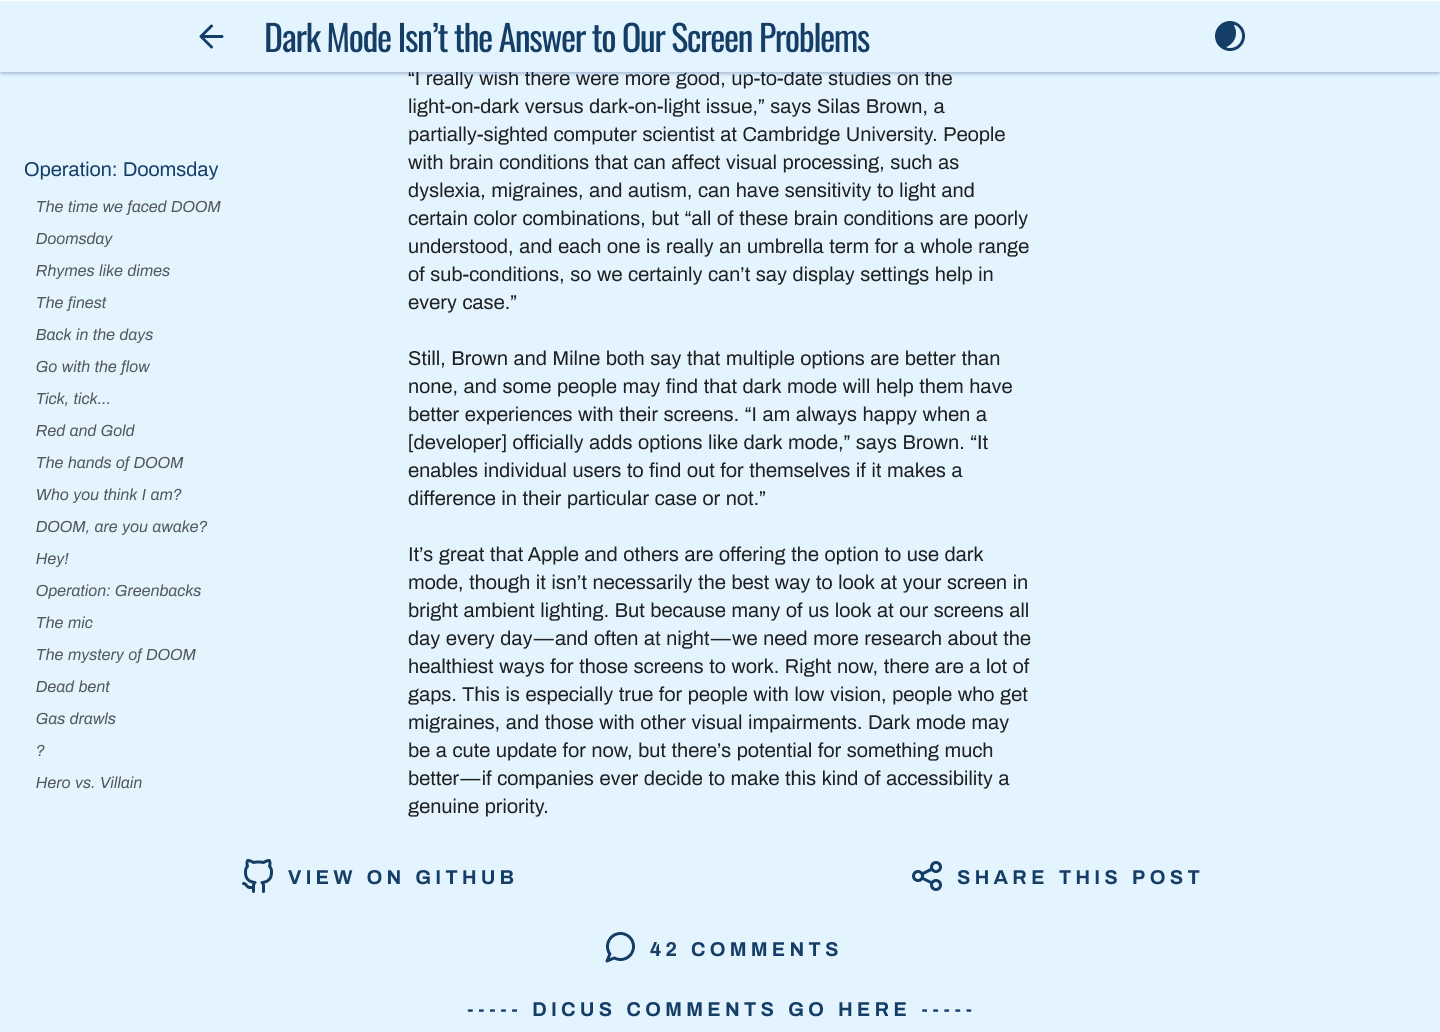 Dark Mode Isn’t the Answer to Our Screen Problems
“I really wish there were more good, up-to-date studies on the
light-on-dark versus dark-on-light issue,” says Silas Brown, a
partially-sighted computer scientist at Cambridge University. People
with brain conditions that can affect visual processing, such as
dyslexia, migraines, and autism, can have sensitivity to light and
certain color combinations, but “all of these brain conditions are poorly
understood, and each one is really an umbrella term for a whole range
of sub-conditions, so we certainly can’t say display settings help in
every case.”
Still, Brown and Milne both say that multiple options are better than
none, and some people may find that dark mode will help them have
better experiences with their screens. “I am always happy when a
[developer] officially adds options like dark mode,” says Brown. “It
enables individual users to find out for themselves if it makes a
difference in their particular case or not.”
It’s great that Apple and others are offering the option to use dark
mode, though it isn’t necessarily the best way to look at your screen in
bright ambient lighting. But because many of us look at our screens all
day every day—and often at night—we need more research about the
healthiest ways for those screens to work. Right now, there are a lot of
gaps. This is especially true for people with low vision, people who get
migraines, and those with other visual impairments. Dark mode may
be a cute update for now, but there’s potential for something much
better—if companies ever decide to make this kind of accessibility a
genuine priority.
Operation: Doomsday
The time we faced DOOM
Doomsday
Rhymes like dimes
The finest
Back in the days
Go with the flow
Tick, tick...
Red and Gold
The hands of DOOM
Who you think I am?
DOOM, are you awake?
Hey!
Operation: Greenbacks
The mic
The mystery of DOOM
Dead bent
Gas drawls
?
Hero vs. Villain
VIEW ON GITHUB
SHARE THIS POST
42 COMMENTS
----- DICUS COMMENTS GO HERE -----